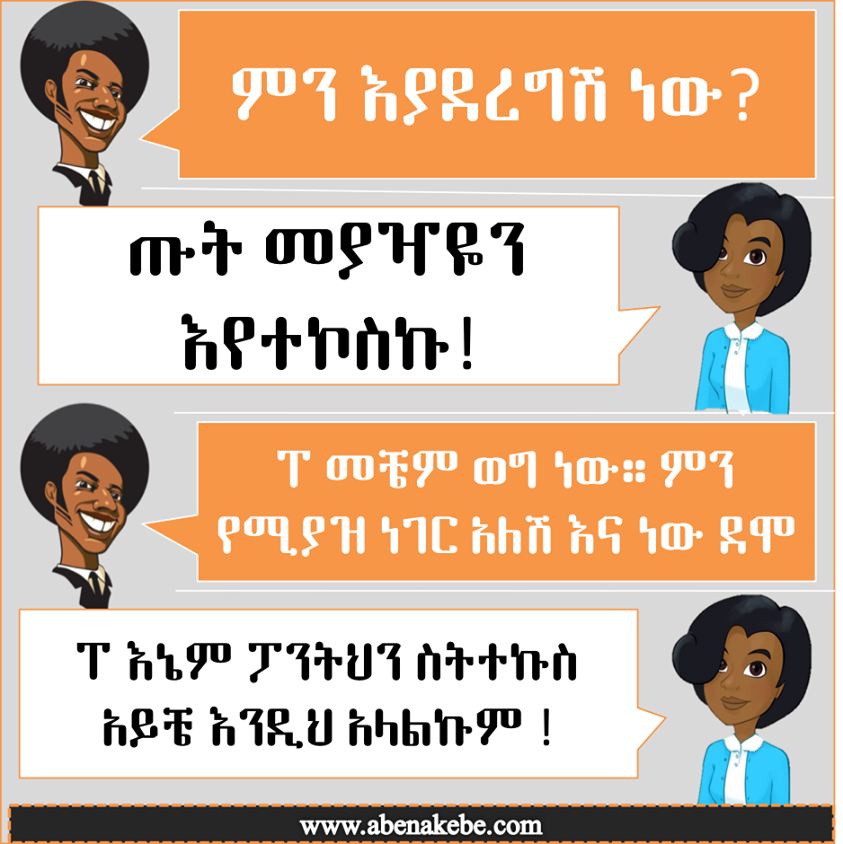 ምን እያደረግሽ ነው?
ጡት መያዣዬን
እየተኮስኩ!
ፐ መቼም ወግ ነው። ምን
የሚያዝ ነገር አለሽ እና ነው ደሞ
ፐ እኔም ፓንትህን ስትተኩስ
አይቼ እንዲህ አላልኩም !
www.abenakebe.com